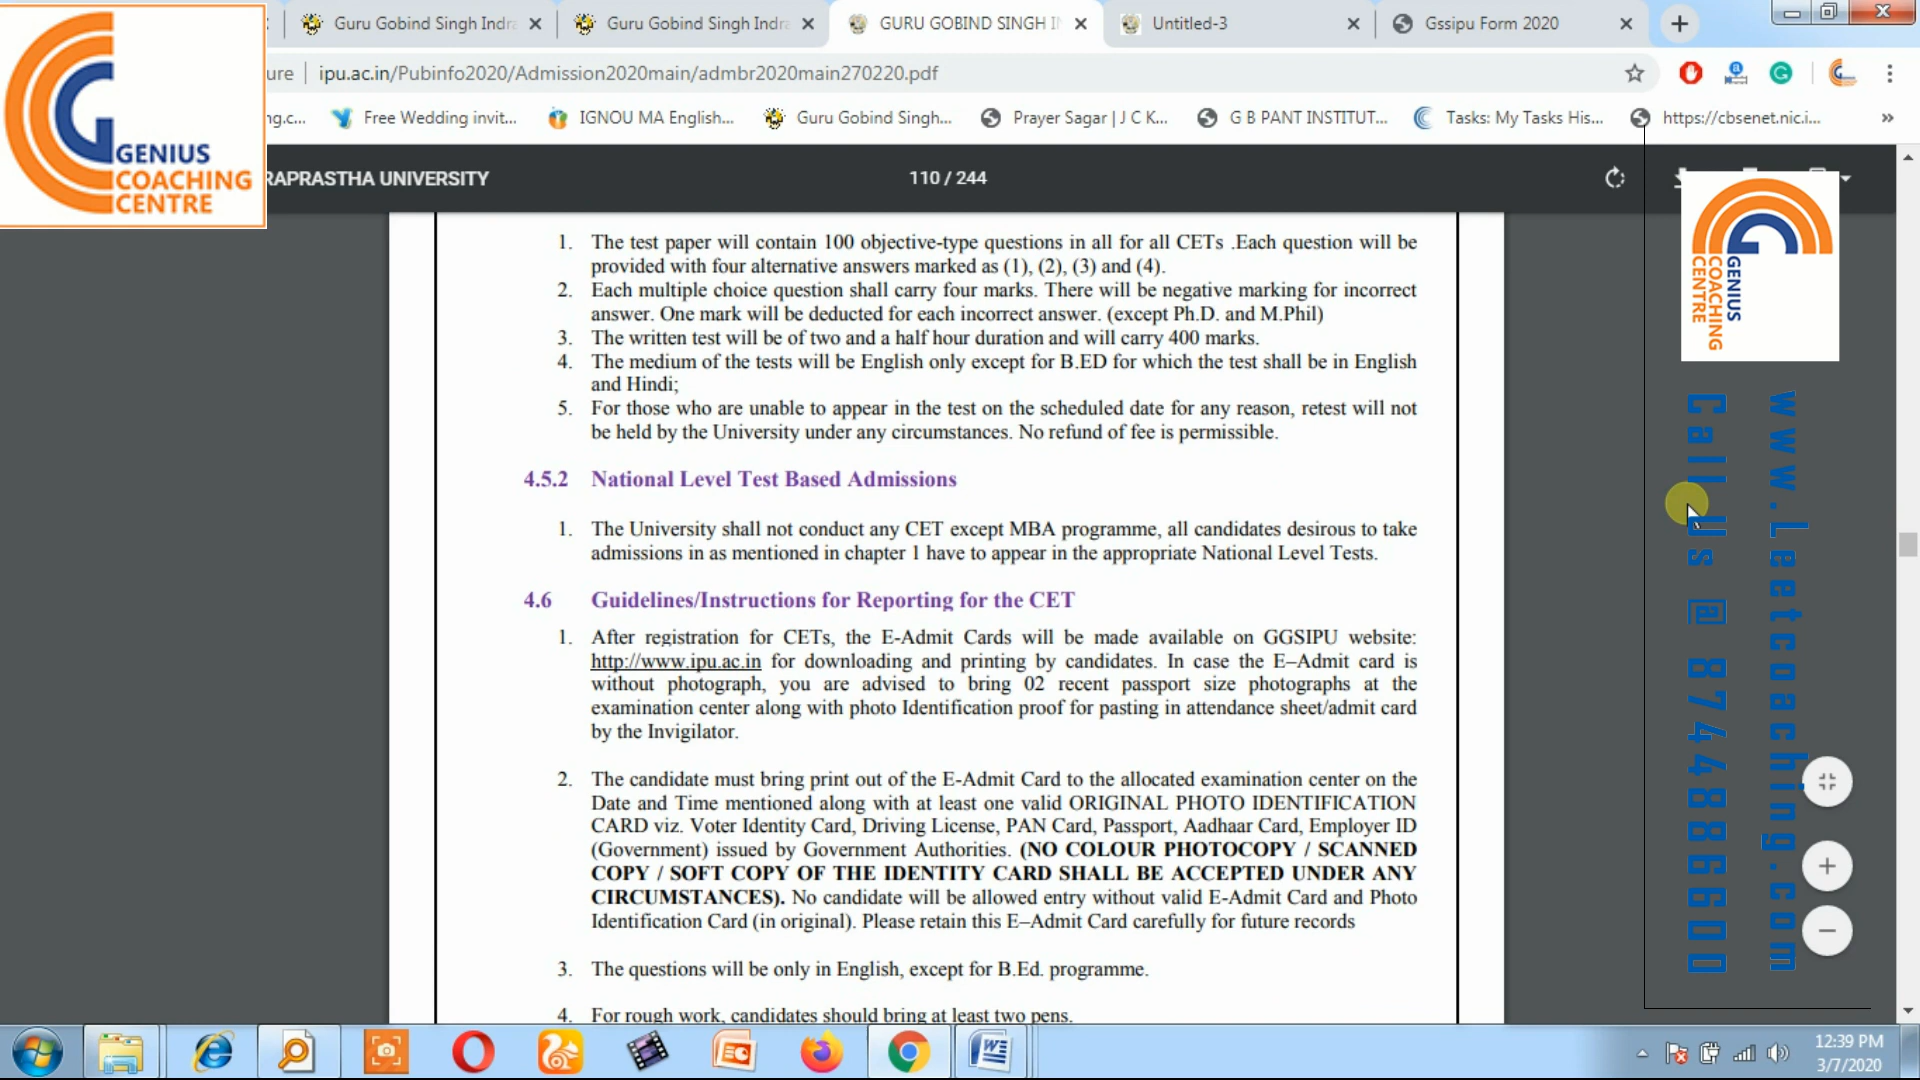 Guru Gobind Singh Indra
Guru Gobind Singh Indra
GURU GOBIND SINGH IN
Untitled-3
Gssipu Form 2020
ure
ipu.ac.in/Pubinfo2020/Admission2020main/admbr2020main270220.pdf
ng.c...
Free Wedding invit...
IGNOU MA English...
Guru Gobind Singh...
Prayer Sagar | J C K...
G B PANT INSTITUT...
Tasks: My Tasks His...
https://cbsenet.nic.i...
»
GENIUS
COACHING
CENTRE
RAPRASTHA UNIVERSITY
110 / 244
1. The test paper will contain 100 objective-type questions in all for all CETs .Each question will be
provided with four alternative answers marked as (1), (2), (3) and (4).
2. Each multiple choice question shall carry four marks. There will be negative marking for incorrect
answer. One mark will be deducted for each incorrect answer. (except Ph.D. and M.Phil)
3. The written test will be of two and a half hour duration and will carry 400 marks.
4. The medium of the tests will be English only except for B.ED for which the test shall be in English
and Hindi;
5. For those who are unable to appear in the test on the scheduled date for any reason, retest will not
be held by the University under any circumstances. No refund of fee is permissible.
4.5.2 National Level Test Based Admissions
1. The University shall not conduct any CET except MBA programme, all candidates desirous to take
admissions in as mentioned in chapter 1 have to appear in the appropriate National Level Tests.
4.6 Guidelines/Instructions for Reporting for the CET
1. After registration for CETs, the E-Admit Cards will be made available on GGSIPU website:
http://www.ipu.ac.in for downloading and printing by candidates. In case the E–Admit card is
without photograph, you are advised to bring 02 recent passport size photographs at the
examination center along with photo Identification proof for pasting in attendance sheet/admit card
by the Invigilator.
2. The candidate must bring print out of the E-Admit Card to the allocated examination center on the
Date and Time mentioned along with at least one valid ORIGINAL PHOTO IDENTIFICATION
CARD viz. Voter Identity Card, Driving License, PAN Card, Passport, Aadhaar Card, Employer ID
(Government) issued by Government Authorities. (NO COLOUR PHOTOCOPY / SCANNED
COPY / SOFT COPY OF THE IDENTITY CARD SHALL BE ACCEPTED UNDER ANY
CIRCUMSTANCES). No candidate will be allowed entry without valid E-Admit Card and Photo
Identification Card (in original). Please retain this E–Admit Card carefully for future records
3. The questions will be only in English, except for B.Ed. programme.
4. For rough work, candidates should bring at least two pens.
GENIUS
COACHING
CENTRE
www.Leetcoaching.com
Call Us @ 8744886600
12:39 PM
3/7/2020